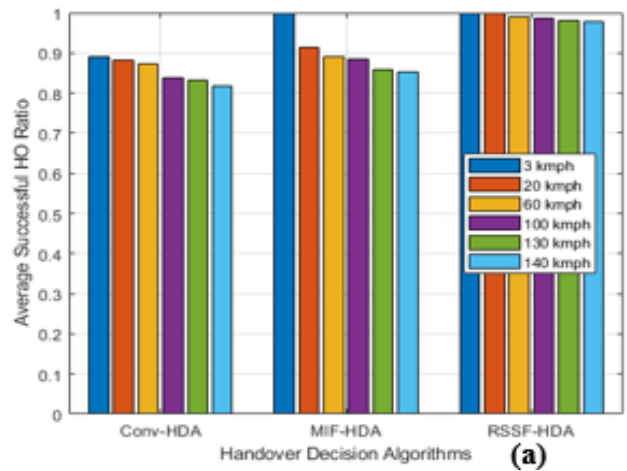 Average Successful HO Ratio
1
0.9
0.8
0.7
0.6
0.5
0.4
0.3
0.2
0.1
0
3 kmph
20 kmph
60 kmph
100 kmph
130 kmph
140 kmph
Conv-HDA MIF-HDA RSSF-HDA
Handover Decision Algorithms (a)